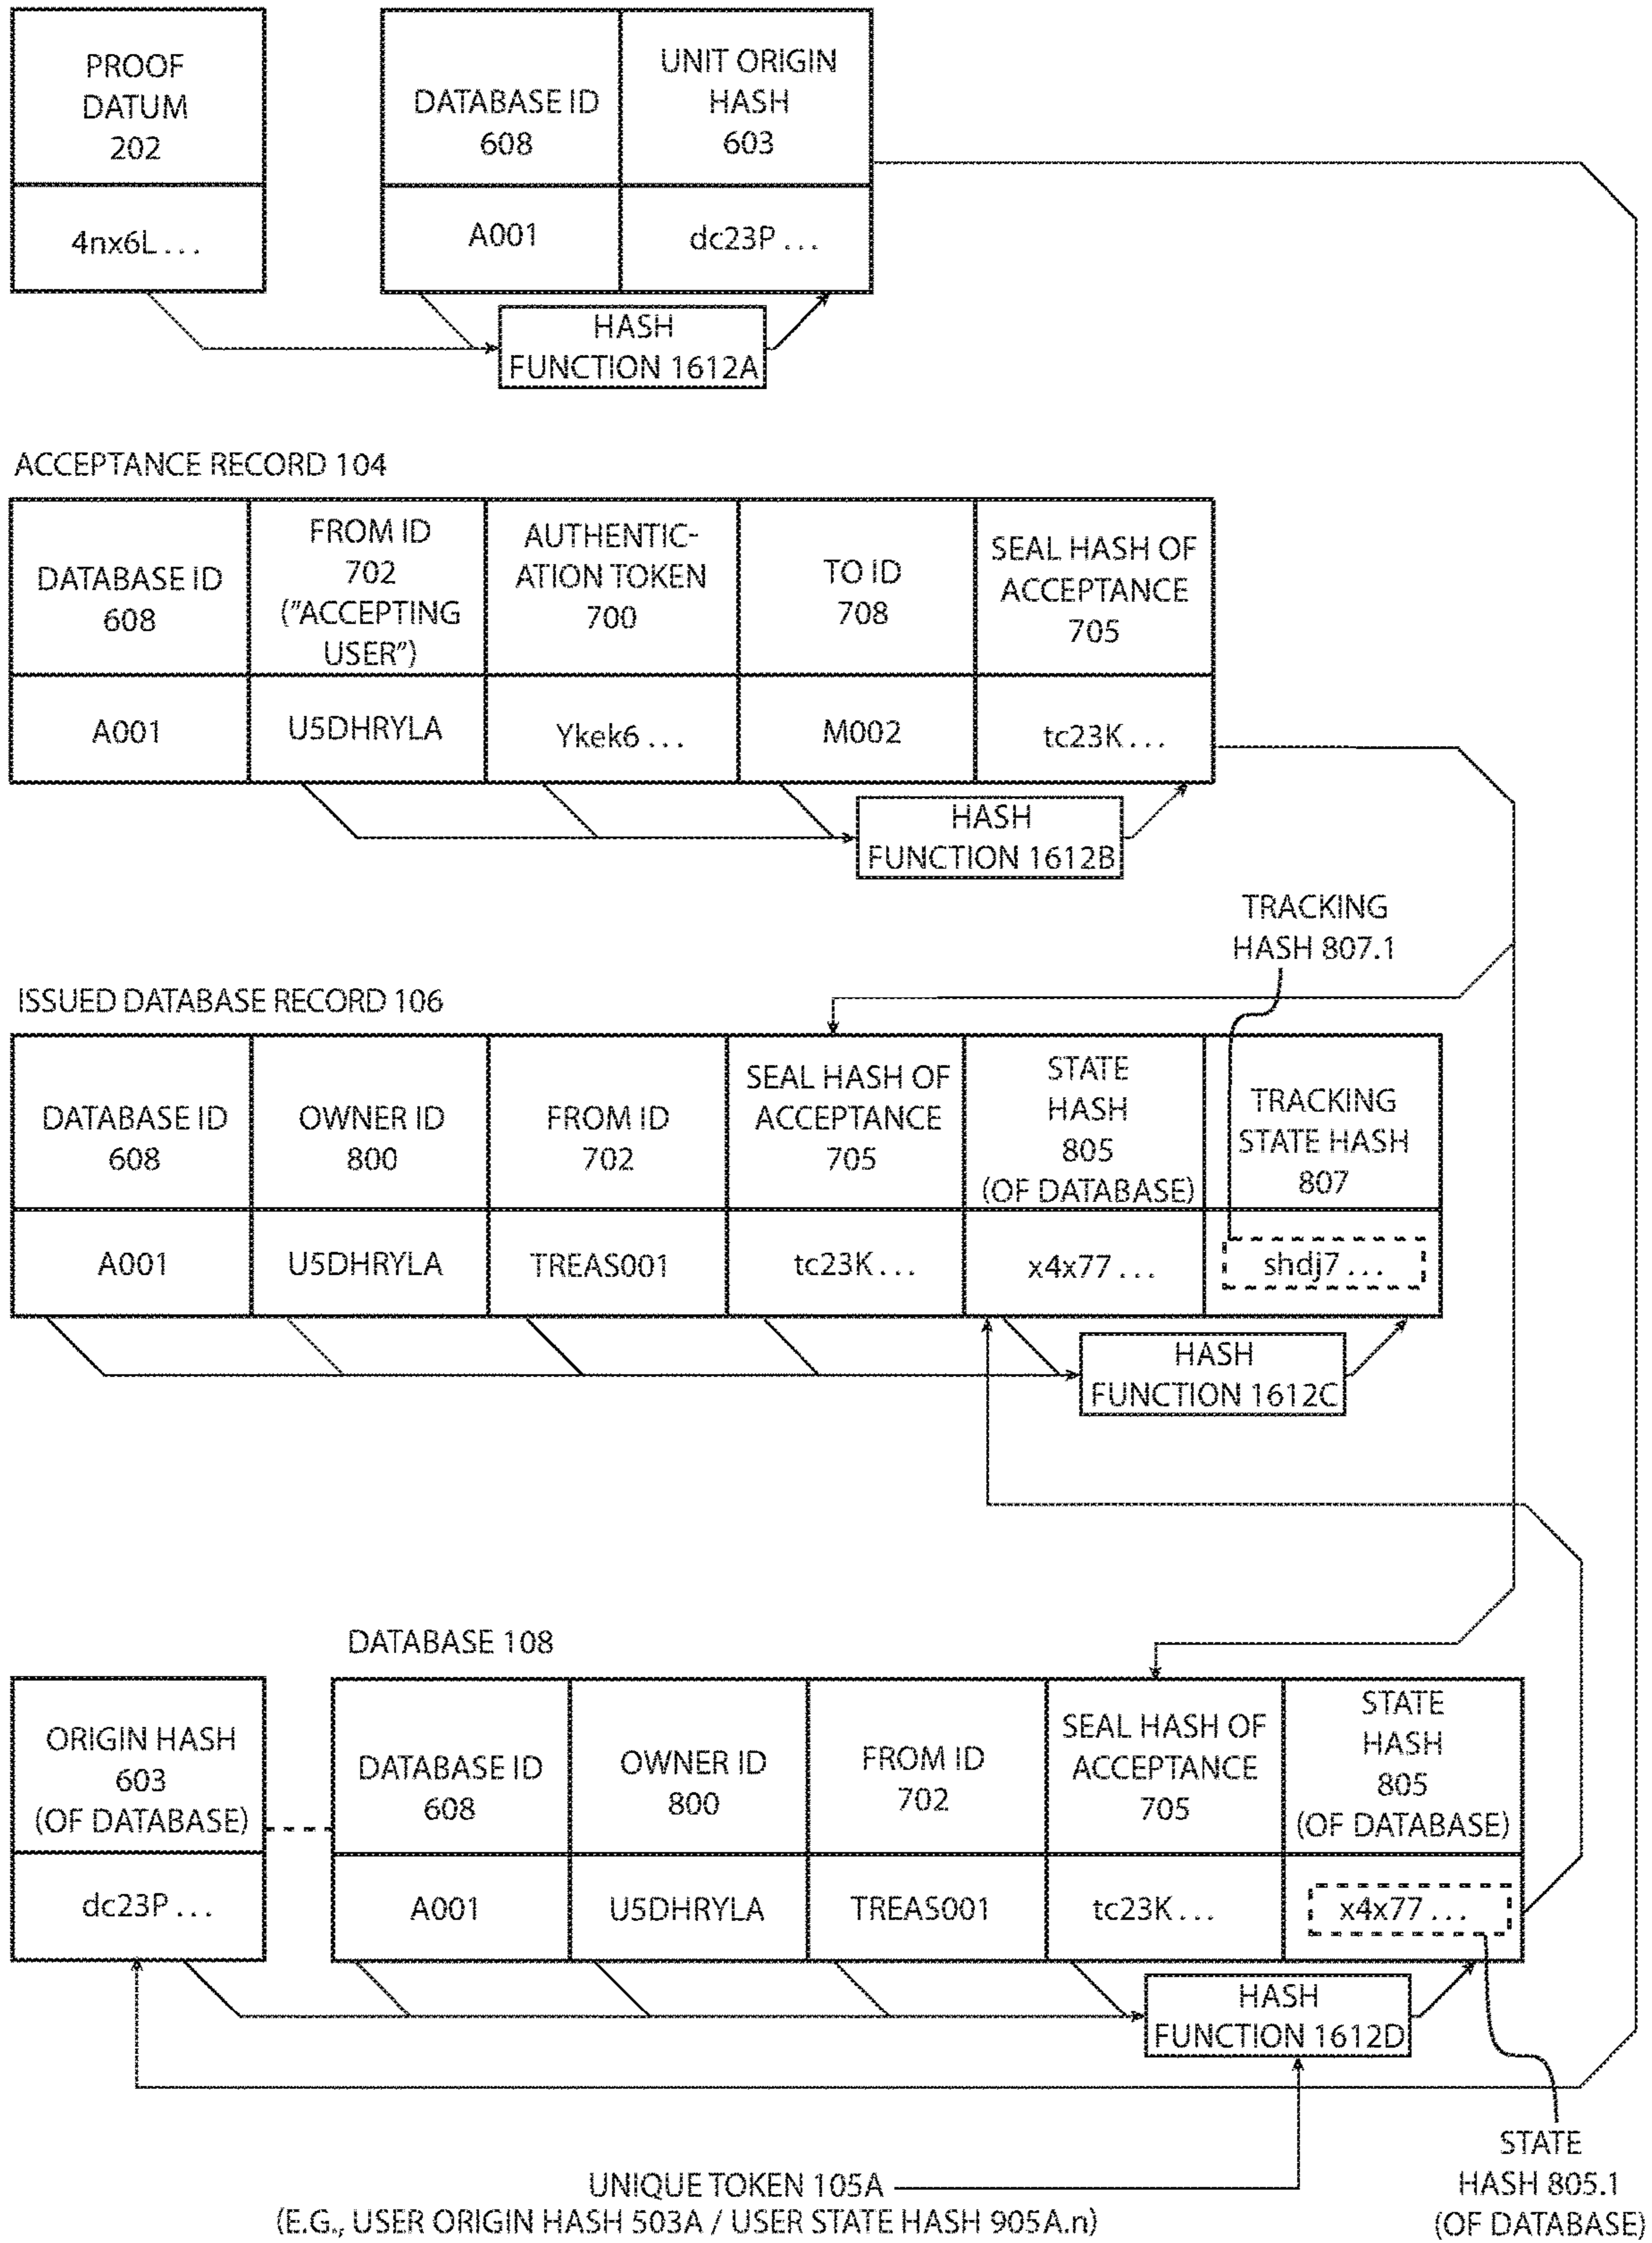 PROOF
DATUM
202
4nx6L...
DATABASE ID
608
A001
UNIT ORIGIN
HASH
603
dc23P...
HASH
FUNCTION 1612A
ACCEPTANCE RECORD 104
DATABASE ID
608
A001
FROM ID
702
("ACCEPTING
USER")
U5DHRYLA
AUTHENTIC-
ATION TOKEN
700
Ykek6...
TO ID
708
M002
SEAL HASH OF
ACCEPTANCE
705
tc23K...
HASH
FUNCTION 1612B
TRACKING
HASH 807.1
ISSUED DATABASE RECORD 106
DATABASE ID
608
A001
OWNER ID
800
U5DHRYLA
FROM ID
702
TREAS001
SEAL HASH OF
ACCEPTANCE
705
tc23K...
STATE
HASH
805
(OF DATABASE)
x4x77...
TRACKING
STATE HASH
807
shdj7...
HASH
FUNCTION 1612C
DATABASE 108
ORIGIN HASH
603
(OF DATABASE)
dc23P...
DATABASE ID
608
A001
OWNER ID
800
U5DHRYLA
FROM ID
702
TREAS001
SEAL HASH OF
ACCEPTANCE
705
tc23K...
STATE
HASH
805
(OF DATABASE)
x4x77...
HASH
FUNCTION 1612D
STATE
HASH 805.1
(OF DATABASE)
UNIQUE TOKEN 105A
(E.G., USER ORIGIN HASH 503A / USER STATE HASH 905A.n)